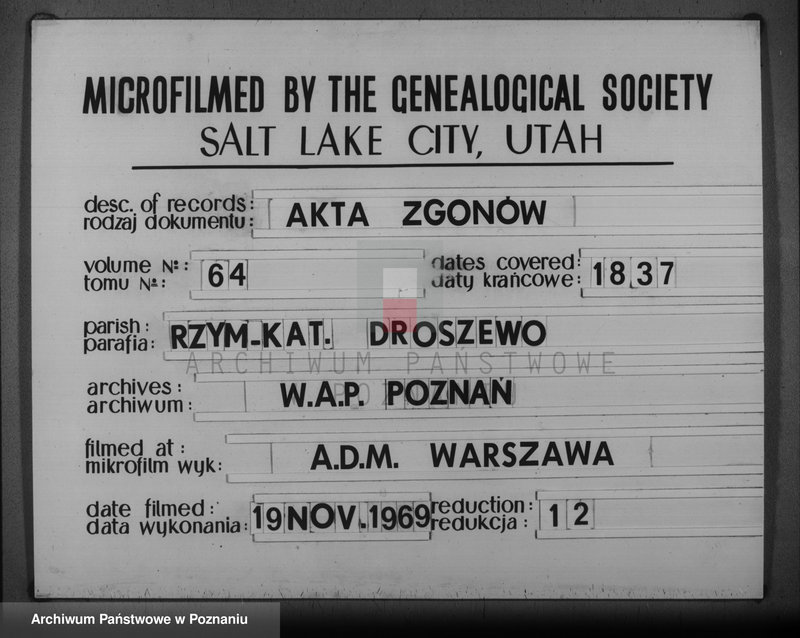 MICROFILMED BY THE GENEALOGICAL SOCIETY
SALT LAKE CITY, UTAH
desc. of records:
rodzaj dokumentu: AKTA ZGONÓW
volume №:
tomu №: 64
dates covered:
daty krańcowe: 18.37
parish:
parafia: RZYM-KAT. DROSZEWO
ARCHIWUM PAŃSTWOWE
archives:
archiwum: W.A.P. POZNAŃ
filmed at:
mikrofilm wyk: A.D.M. WARSZAWA
date filmed:
data wykonania: 19 NOV. 1969
reduction:
redukcja: 12
Archiwum Państwowe w Poznaniu